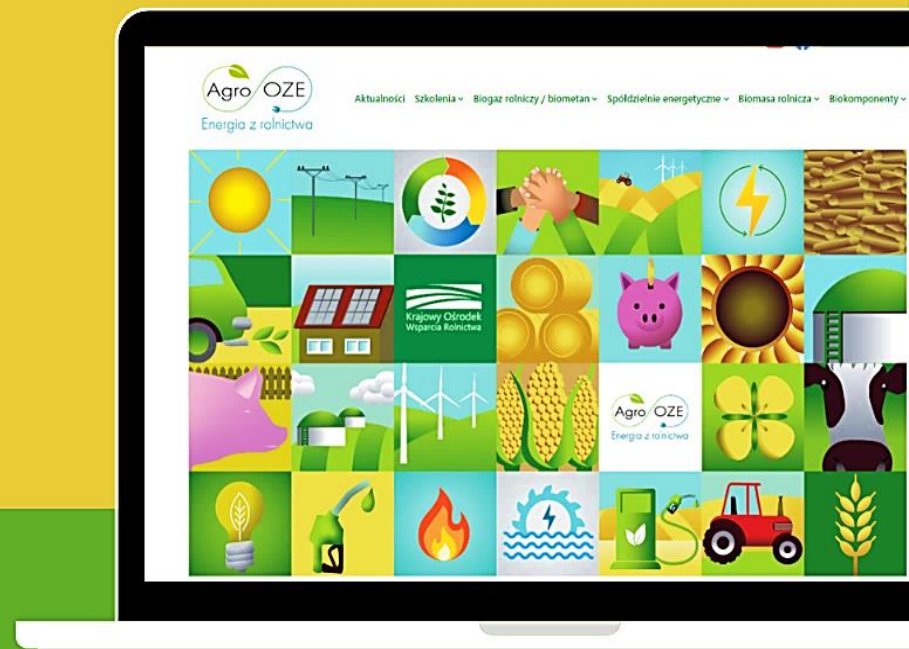 Agro OZE
Energia z rolnictwa
Aktualności Szkolenia Biogaz rolniczy / biometan Spółdzielnie energetyczne Biomasa rolnicza Biokomponenty
Krajowy Ośrodek
Wsparcia Rolnictwa
Agro OZE
Energia z rolnictwa